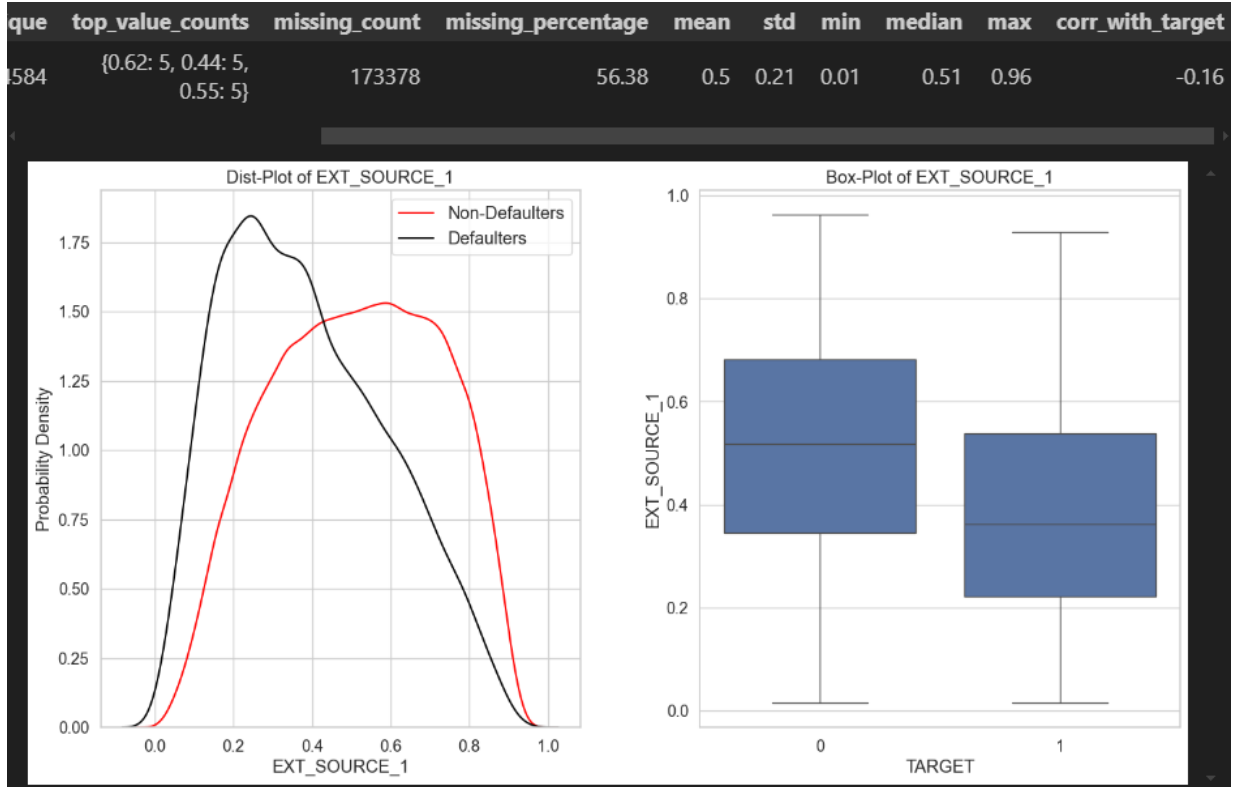 que top_value_counts missing_count missing_percentage mean std min median max corr_with_target
{0.62: 5, 0.44: 5,
4584 173378 56.38 0.5 0.21 0.01 0.51 0.96 -0.16
0.55: 5}
Dist-Plot of EXT_SOURCE_1
Non-Defaulters
Defaulters
1.75
1.50
1.25
1.00
0.75
0.50
0.25
0.00
Probability Density
0.0 0.2 0.4 0.6 0.8 1.0
EXT_SOURCE_1
Box-Plot of EXT_SOURCE_1
1.0
0.8
0.6
0.4
0.2
0.0
EXT_SOURCE_1
0 1
TARGET